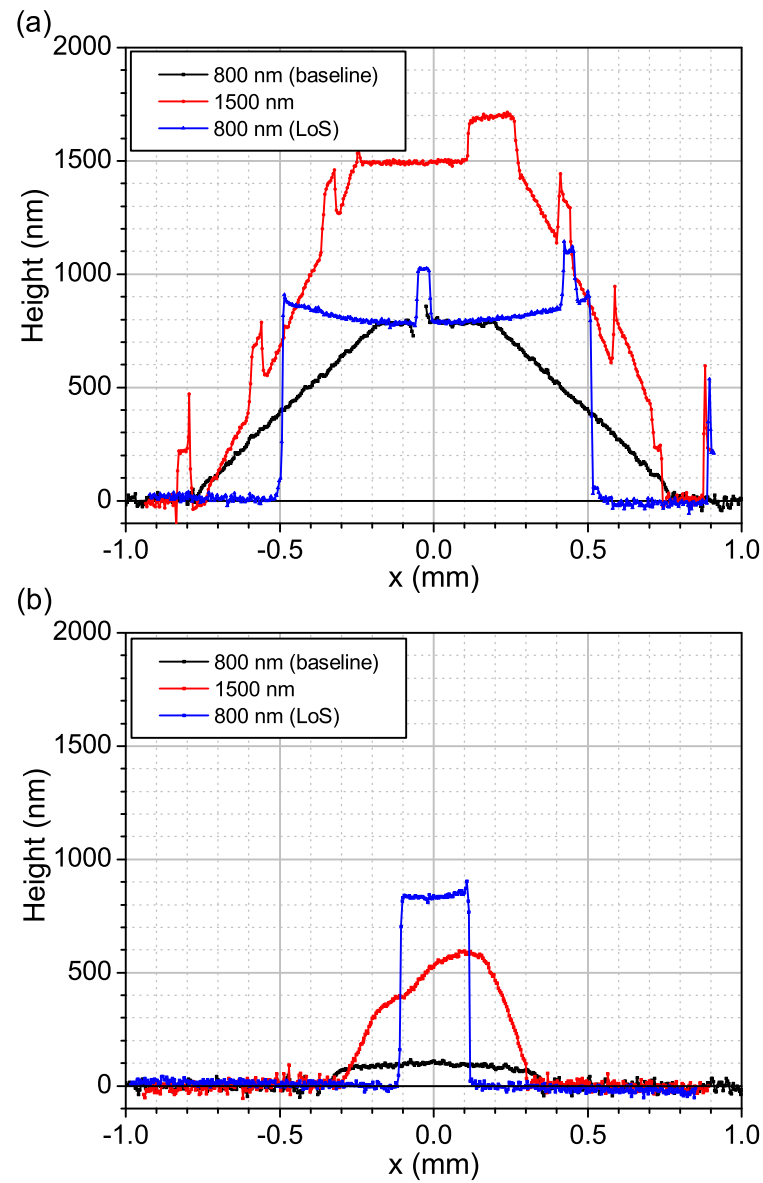 (a)
2000
800 nm (baseline)
1500 nm
800 nm (LoS)
1500
1000
500
0
Height (nm)
-1.0 -0.5 0.0 0.5 1.0
x (mm)
(b)
2000
800 nm (baseline)
1500 nm
800 nm (LoS)
1500
1000
500
0
Height (nm)
-1.0 -0.5 0.0 0.5 1.0
x (mm)